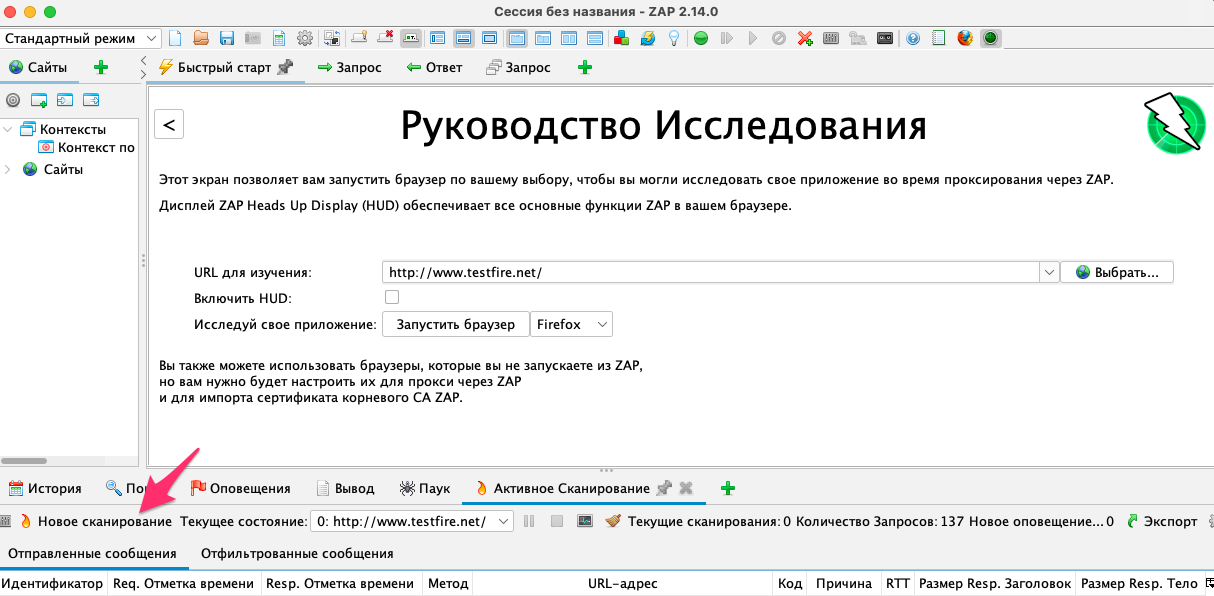 Сессия без названия - ZAP 2.14.0
Стандартный режим
Сайты
Быстрый старт
Запрос
Ответ
Запрос
<
Руководство Исследования
Контексты
Контекст по
Сайты
Этот экран позволяет вам запустить браузер по вашему выбору, чтобы вы могли исследовать свое приложение во время проксирования через ZAP.
Дисплей ZAP Heads Up Display (HUD) обеспечивает все основные функции ZAP в вашем браузере.
URL для изучения: http://www.testfire.net/ Выбрать...
Включить HUD:
Исследуй свое приложение: Запустить браузер Firefox
Вы также можете использовать браузеры, которые вы не запускаете из ZAP,
но вам нужно будет настроить их для прокси через ZAP
и для импорта сертификата корневого CA ZAP.
История Оповещения Вывод Паук Активное Сканирование
Новое сканирование Текущее состояние: 0: http://www.testfire.net/ Текущие сканирования: 0 Количество Запросов: 137 Новое оповещение... 0 Экспорт
Отправленные сообщения Отфильтрованные сообщения
Идентификатор Req. Отметка времени Resp. Отметка времени Метод URL-адрес Код Причина RTT Размер Resp. Заголовок Размер Resp. Тело